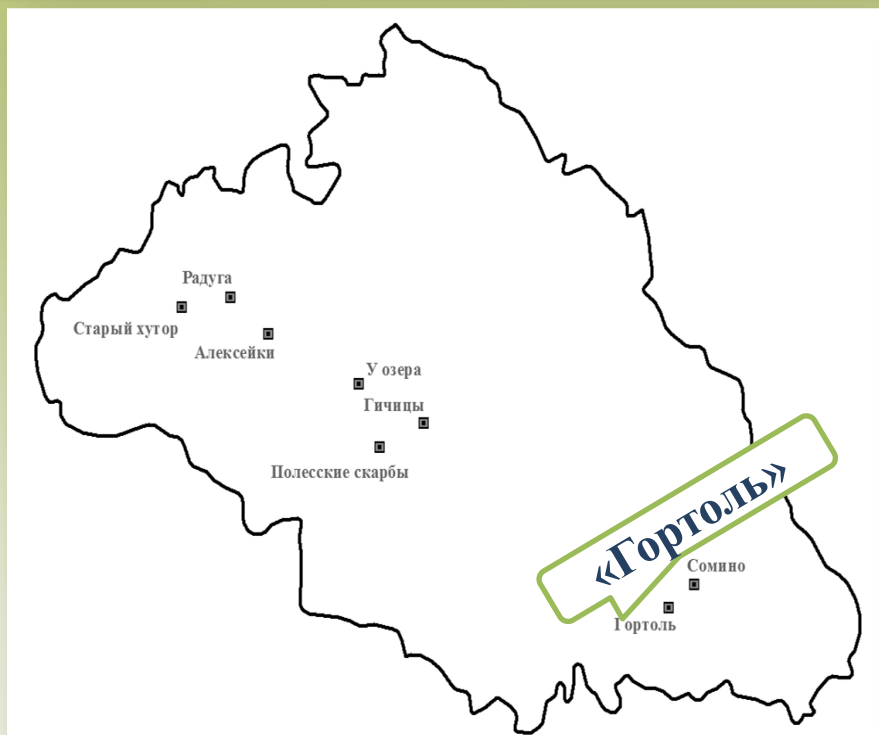 Радуга
Старый хутор
Алексейки
У озера
Гичицы
Полесские скарбы
«Гортоль»
Сомино
Гортоль